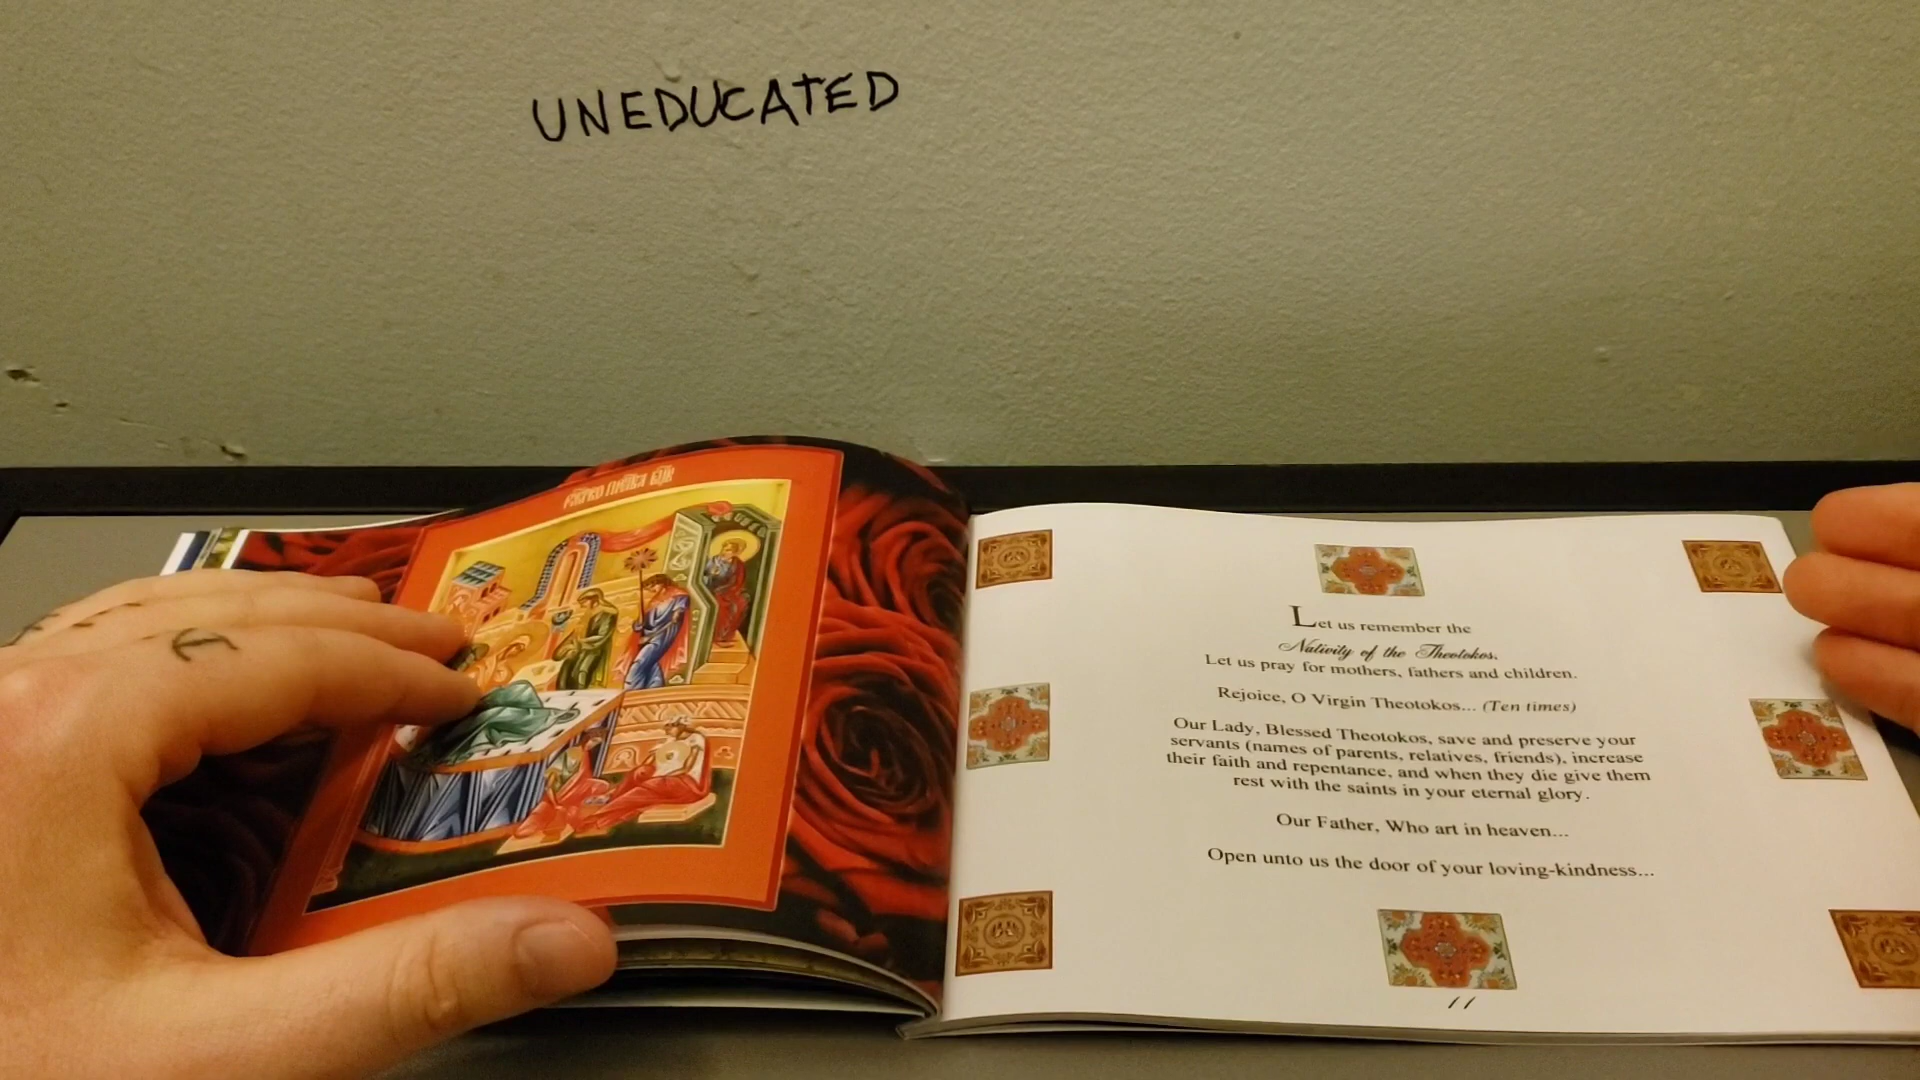 UNEDUCATED
Let us remember the
Nativity of the Theotokos.
Let us pray for mothers, fathers and children.
Rejoice, O Virgin Theotokos... (Ten times)
Our Lady, Blessed Theotokos, save and preserve your
servants (names of parents, relatives, friends), increase
their faith and repentance, and when they die give them
rest with the saints in your eternal glory.
Our Father, Who art in heaven...
Open unto us the door of your loving-kindness...
11